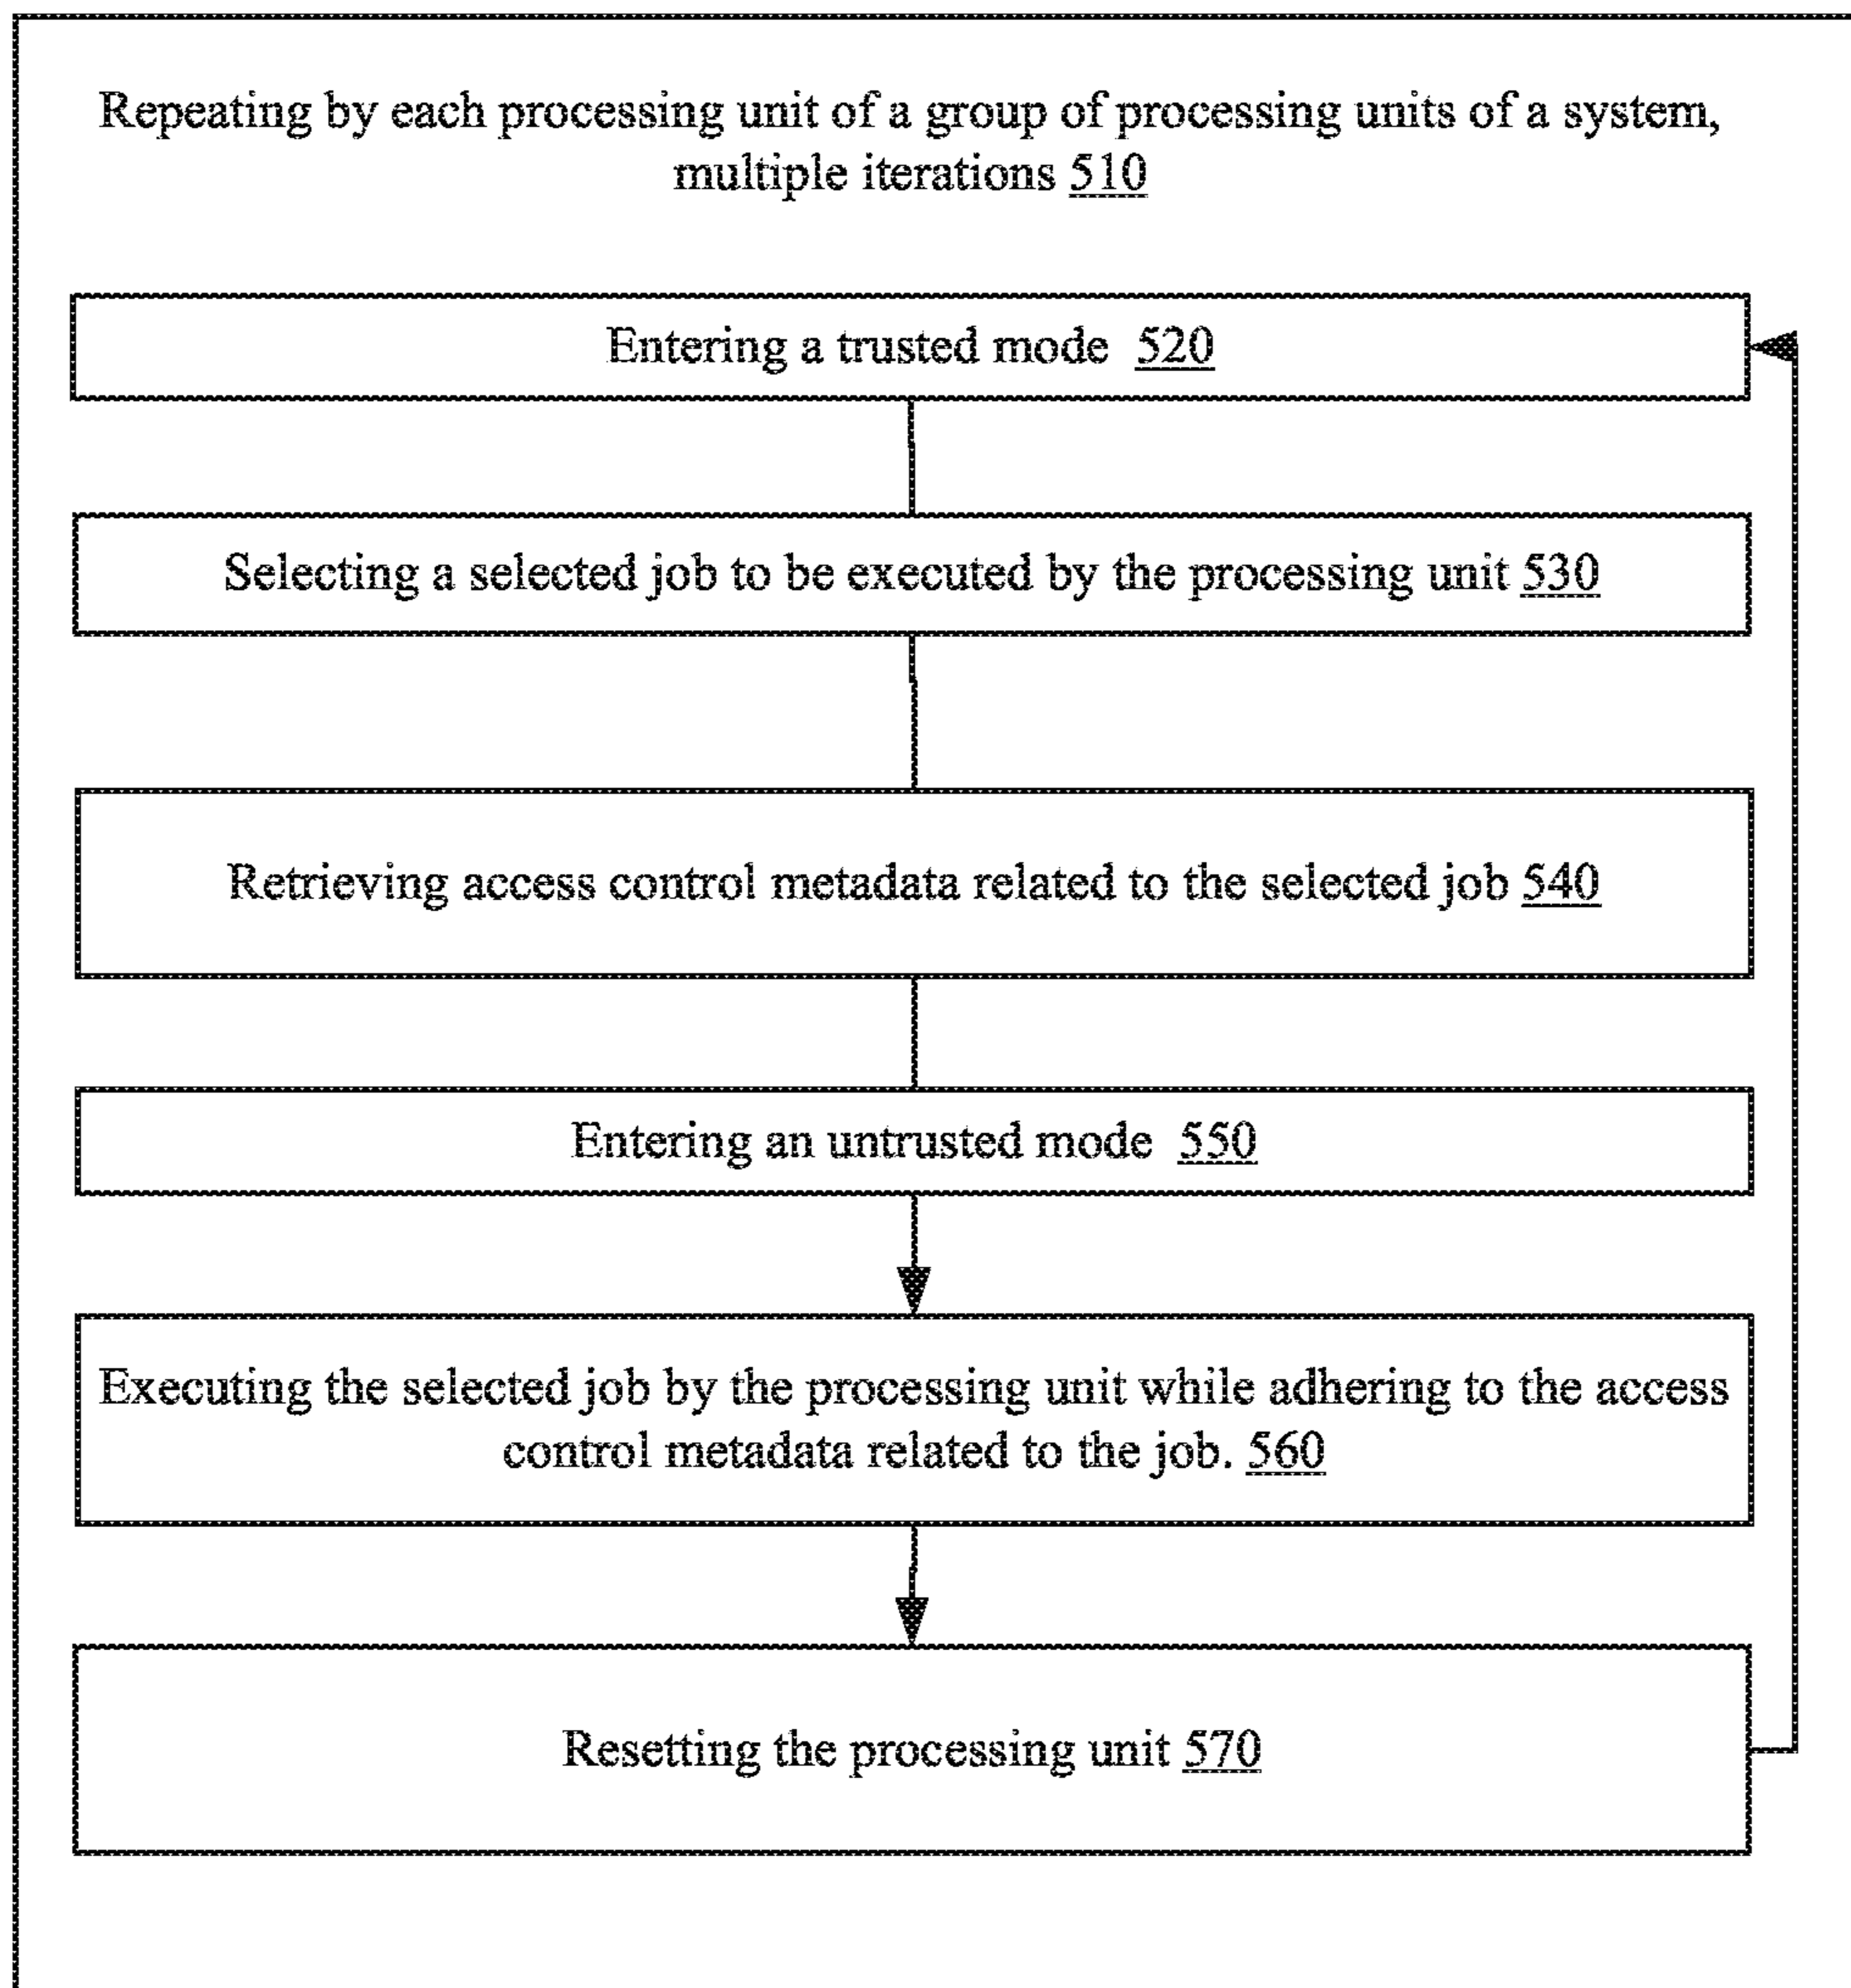 Repeating by each processing unit of a group of processing units of a system,
multiple iterations 510
Entering a trusted mode 520
Selecting a selected job to be executed by the processing unit 530
Retrieving access control metadata related to the selected job 540
Entering an untrusted mode 550
Executing the selected job by the processing unit while adhering to the access
control metadata related to the job. 560
Resetting the processing unit 570